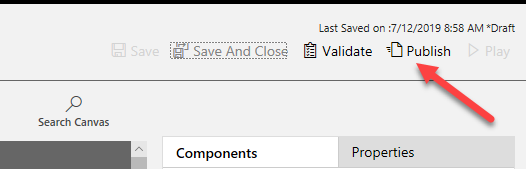 Last Saved on :7/12/2019 8:58 AM *Draft
Save Save And Close Validate Publish Play
Search Canvas
Components Properties